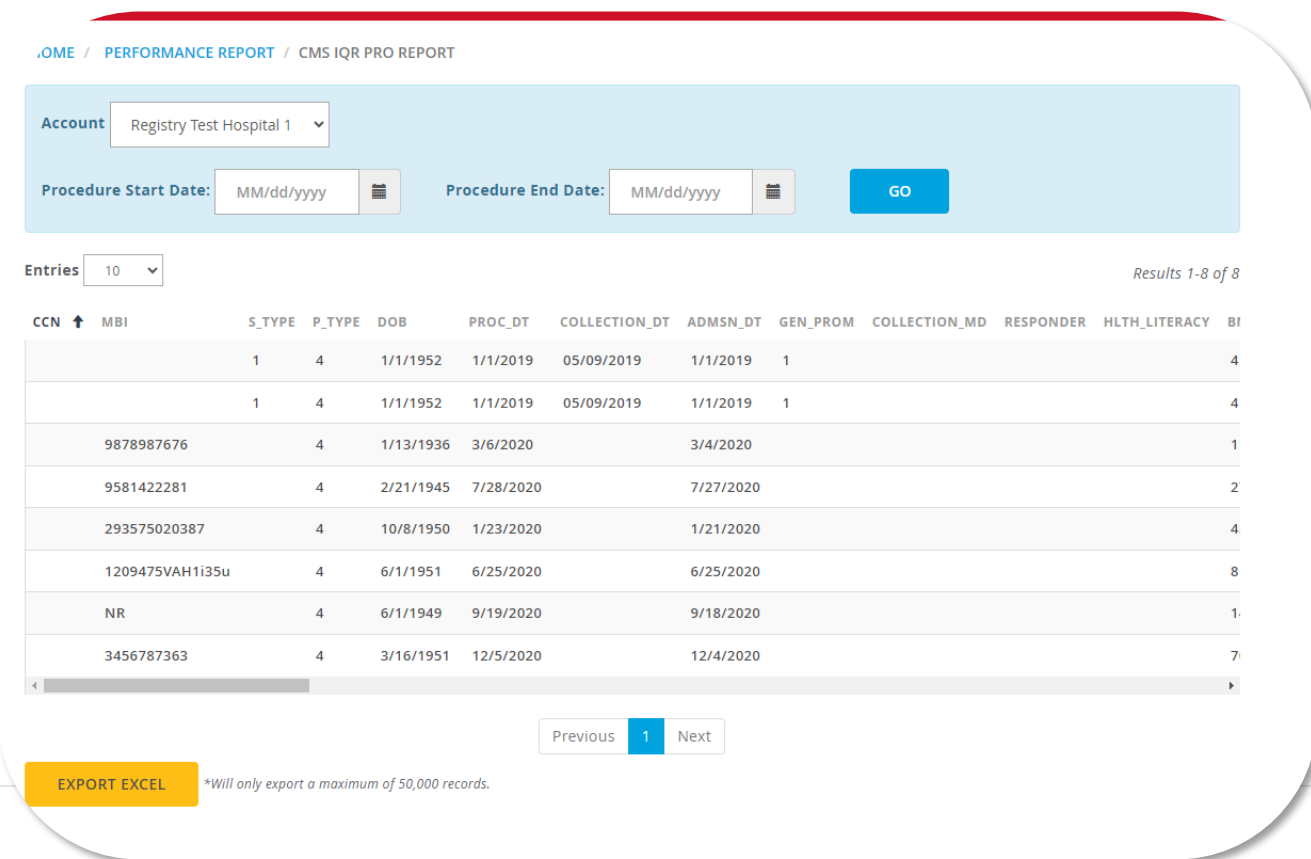 OME / PERFORMANCE REPORT / CMS IQR PRO REPORT
Account Registry Test Hospital 1
Procedure Start Date: MM/dd/yyyy Procedure End Date: MM/dd/yyyy GO
Entries 10 Results 1-8 of 8
CCN MBI S_TYPE P_TYPE DOB PROC_DT COLLECTION_DT ADMSN_DT GEN_PROM COLLECTION_MD RESPONDER HLTH_LITERACY
1 4 1/1/1952 1/1/2019 05/09/2019 1/1/2019 1 4
1 4 1/1/1952 1/1/2019 05/09/2019 1/1/2019 1 4
9878987676 4 1/13/1936 3/6/2020 3/4/2020 1
9581422281 4 2/21/1945 7/28/2020 7/27/2020 2
293575020387 4 10/8/1950 1/23/2020 1/21/2020 4
1209475VAH1i35u 4 6/1/1951 6/25/2020 6/25/2020 8
NR 4 6/1/1949 9/19/2020 9/18/2020 1
3456787363 4 3/16/1951 12/5/2020 12/4/2020 7
Previous 1 Next
EXPORT EXCEL *Will only export a maximum of 50,000 records.